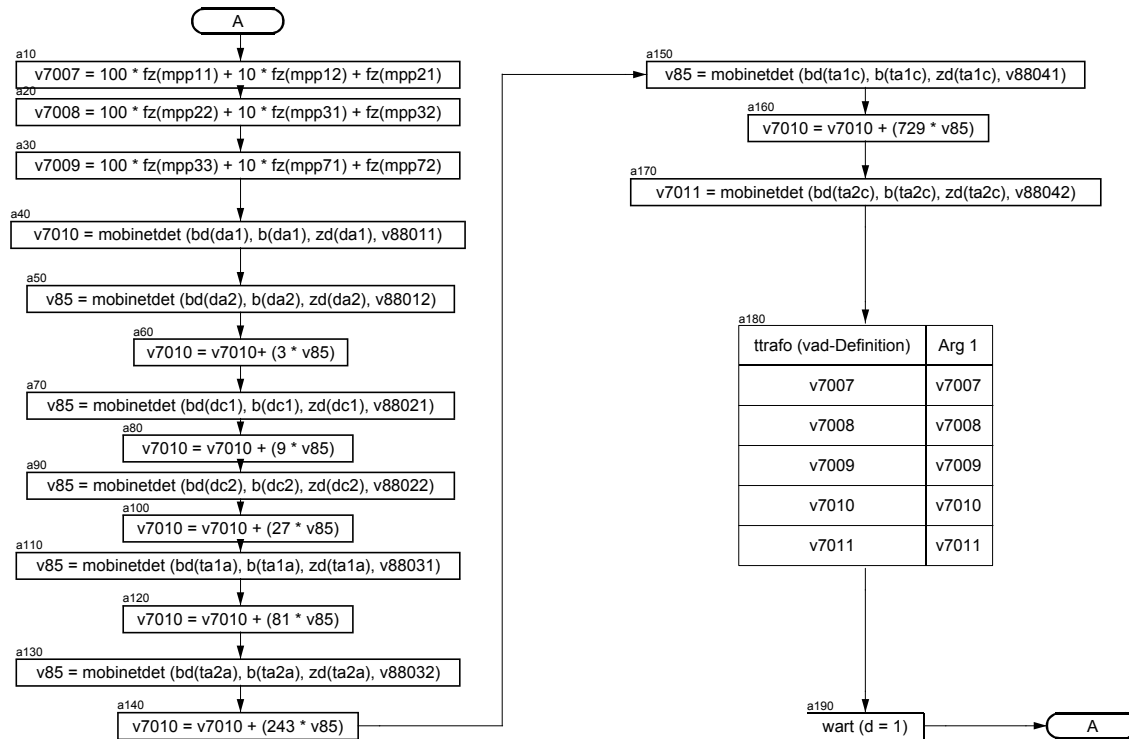 A
a10
v7007 = 100 * fz(mpp11) + 10 * fz(mpp12) + fz(mpp21)
a20
v7008 = 100 * fz(mpp22) + 10 * fz(mpp31) + fz(mpp32)
a30
v7009 = 100 * fz(mpp33) + 10 * fz(mpp71) + fz(mpp72)
a40
v7010 = mobinetdet (bd(da1), b(da1), zd(da1), v88011)
a50
v85 = mobinetdet (bd(da2), b(da2), zd(da2), v88012)
a60
v7010 = v7010+ (3 * v85)
a70
v85 = mobinetdet (bd(dc1), b(dc1), zd(dc1), v88021)
a80
v7010 = v7010 + (9 * v85)
a90
v85 = mobinetdet (bd(dc2), b(dc2), zd(dc2), v88022)
a100
v7010 = v7010 + (27 * v85)
a110
v85 = mobinetdet (bd(ta1a), b(ta1a), zd(ta1a), v88031)
a120
v7010 = v7010 + (81 * v85)
a130
v85 = mobinetdet (bd(ta2a), b(ta2a), zd(ta2a), v88032)
a140
v7010 = v7010 + (243 * v85)
a150
v85 = mobinetdet (bd(ta1c), b(ta1c), zd(ta1c), v88041)
a160
v7010 = v7010 + (729 * v85)
a170
v7011 = mobinetdet (bd(ta2c), b(ta2c), zd(ta2c), v88042)
a180
ttrafo (vad-Definition) Arg 1
v7007 v7007
v7008 v7008
v7009 v7009
v7010 v7010
v7011 v7011
a190
wart (d = 1)
A